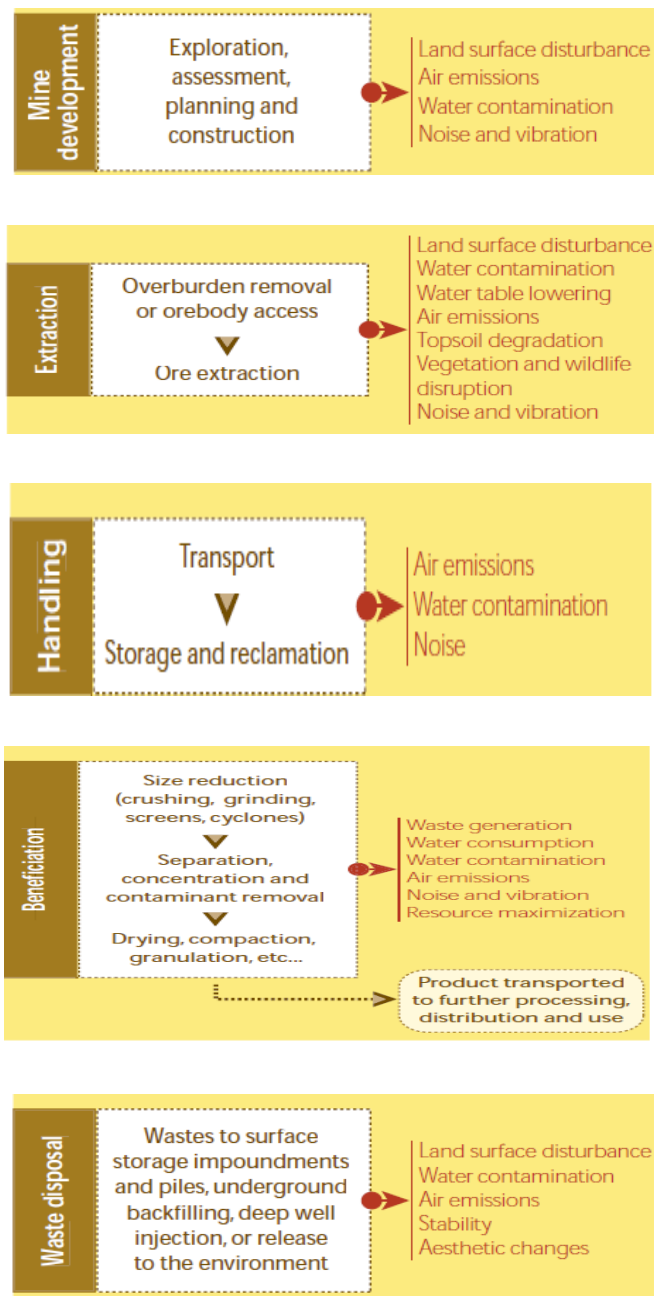 Mine
development
Exploration,
assessment,
planning and
construction
Land surface disturbance
Air emissions
Water contamination
Noise and vibration
Extraction
Overburden removal
or orebody access
Ore extraction
Land surface disturbance
Water contamination
Water table lowering
Air emissions
Topsoil degradation
Vegetation and wildlife
disruption
Noise and vibration
Handling
Transport
Storage and reclamation
Air emissions
Water contamination
Noise
Beneficiation
Size reduction
(crushing, grinding,
screens, cyclones)
Separation,
concentration and
contaminant removal
Drying, compaction,
granulation, etc...
Waste generation
Water consumption
Water contamination
Air emissions
Noise and vibration
Resource maximization
Product transported
to further processing,
distribution and use
Waste disposal
Wastes to surface
storage impoundments
and piles, underground
backfilling, deep well
injection, or release
to the environment
Land surface disturbance
Water contamination
Air emissions
Stability
Aesthetic changes